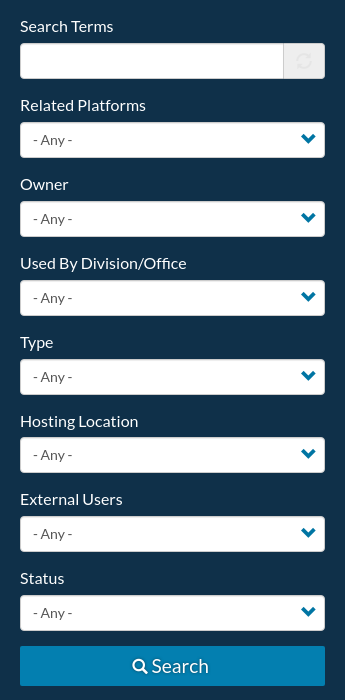 Search Terms
Related Platforms
- Any -
Owner
- Any -
Used By Division/Office
- Any -
Type
- Any -
Hosting Location
- Any -
External Users
- Any -
Status
- Any -
Search